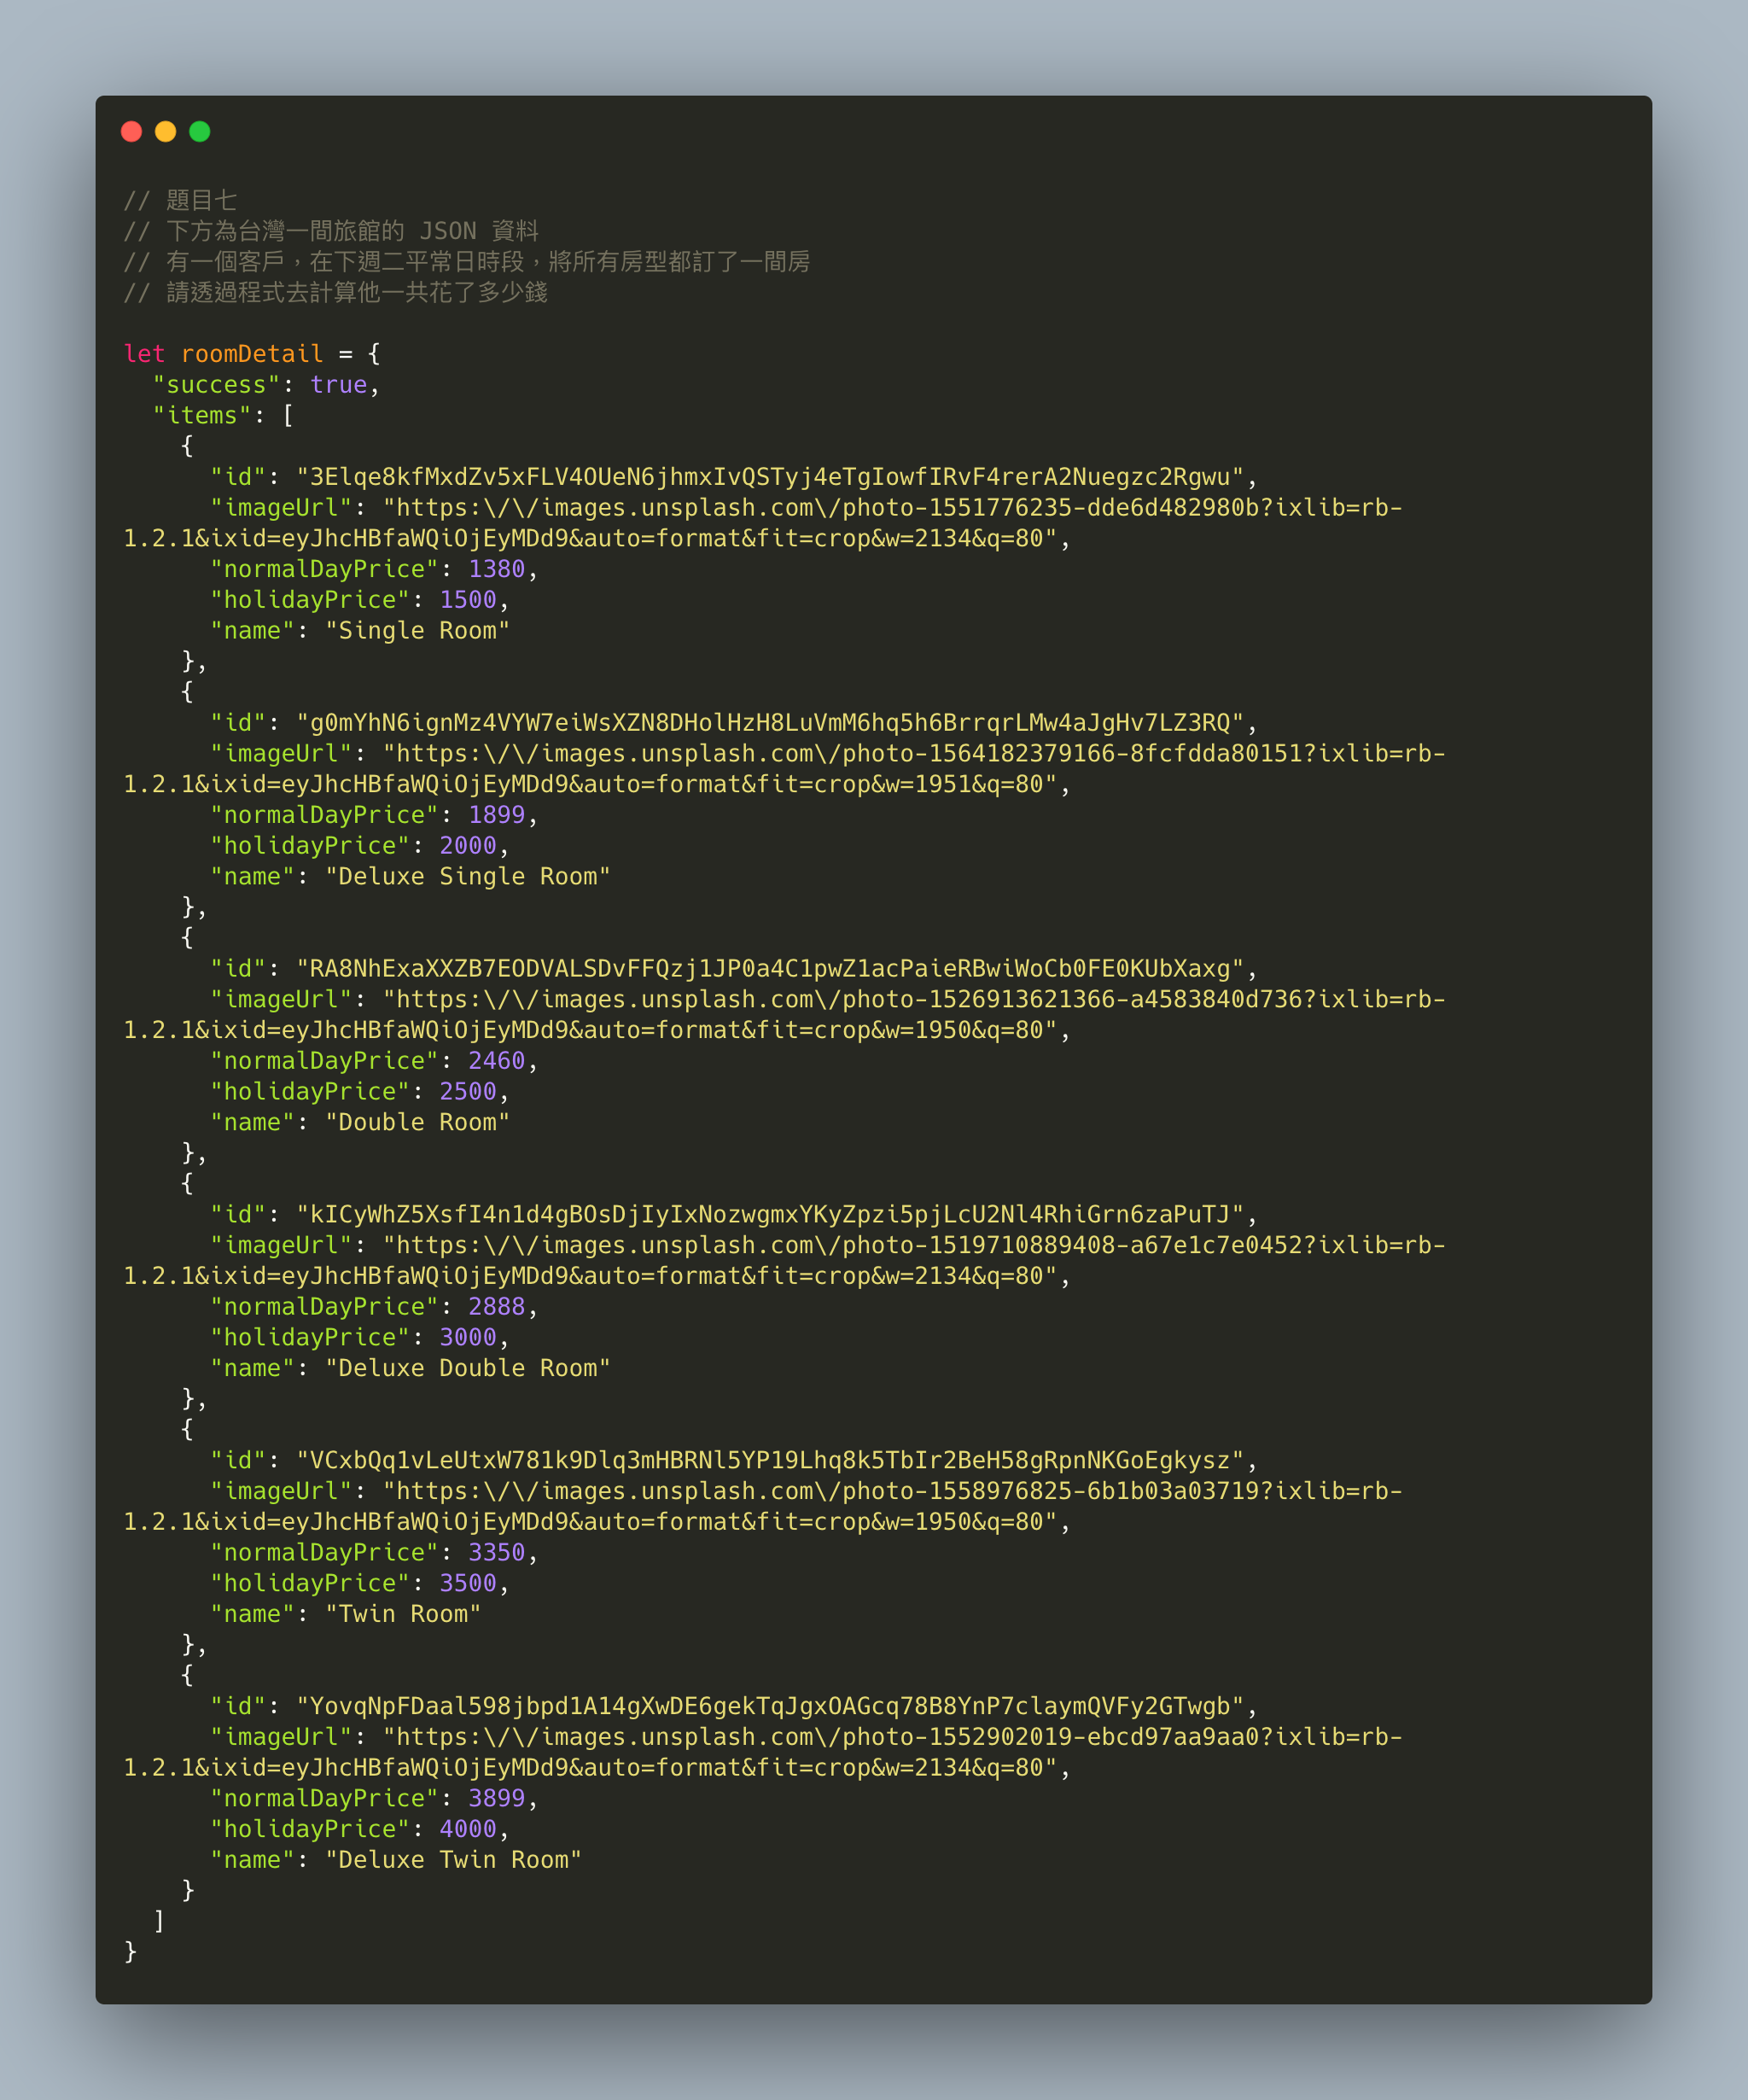 // 題目七
// 下方為台灣一間旅館的 JSON 資料
// 有一個客戶，在下週二平常日時段，將所有房型都訂了一間房
// 請透過程式去計算他一共花了多少錢
let roomDetail = {
  "success": true,
  "items": [
    {
      "id": "3Elqe8kfMxdZv5xFLV4OUeN6jhmxIvQSTyj4eTgIowfIRvF4rerA2Nuegzc2Rgwu",
      "imageUrl": "https:\/\/images.unsplash.com\/photo-1551776235-dde6d482980b?ixlib=rb-
1.2.1&ixid=eyJhcHBfaWQiOjEyMDd9&auto=format&fit=crop&w=2134&q=80",
      "normalDayPrice": 1380,
      "holidayPrice": 1500,
      "name": "Single Room"
    },
    {
      "id": "g0mYhN6ignMz4VYW7eiWsXZN8DHolHzH8LuVmM6hq5h6BrrqrLMw4aJgHv7LZ3RQ",
      "imageUrl": "https:\/\/images.unsplash.com\/photo-1564182379166-8fcfdda80151?ixlib=rb-
1.2.1&ixid=eyJhcHBfaWQiOjEyMDd9&auto=format&fit=crop&w=1951&q=80",
      "normalDayPrice": 1899,
      "holidayPrice": 2000,
      "name": "Deluxe Single Room"
    },
    {
      "id": "RA8NhExaXXZB7EODVALSDvFFQzj1JP0a4C1pwZ1acPaieRBwiWoCb0FE0KUbXaxg",
      "imageUrl": "https:\/\/images.unsplash.com\/photo-1526913621366-a4583840d736?ixlib=rb-
1.2.1&ixid=eyJhcHBfaWQiOjEyMDd9&auto=format&fit=crop&w=1950&q=80",
      "normalDayPrice": 2460,
      "holidayPrice": 2500,
      "name": "Double Room"
    },
    {
      "id": "kICyWhZ5XsfI4n1d4gBOsDjIyIxNozwgmxYKyZpzi5pjLcU2Nl4RhiGrn6zaPuTJ",
      "imageUrl": "https:\/\/images.unsplash.com\/photo-1519710889408-a67e1c7e0452?ixlib=rb-
1.2.1&ixid=eyJhcHBfaWQiOjEyMDd9&auto=format&fit=crop&w=2134&q=80",
      "normalDayPrice": 2888,
      "holidayPrice": 3000,
      "name": "Deluxe Double Room"
    },
    {
      "id": "VCxbQq1vLeUtxW781k9Dlq3mHBRNl5YP19Lhq8k5TbIr2BeH58gRpnNKGoEgkysz",
      "imageUrl": "https:\/\/images.unsplash.com\/photo-1558976825-6b1b03a03719?ixlib=rb-
1.2.1&ixid=eyJhcHBfaWQiOjEyMDd9&auto=format&fit=crop&w=1950&q=80",
      "normalDayPrice": 3350,
      "holidayPrice": 3500,
      "name": "Twin Room"
    },
    {
      "id": "YovqNpFDaal598jbpd1A14gXwDE6gekTqJgxOAGcq78B8YnP7claymQVFy2GTwgb",
      "imageUrl": "https:\/\/images.unsplash.com\/photo-1552902019-ebcd97aa9aa0?ixlib=rb-
1.2.1&ixid=eyJhcHBfaWQiOjEyMDd9&auto=format&fit=crop&w=2134&q=80",
      "normalDayPrice": 3899,
      "holidayPrice": 4000,
      "name": "Deluxe Twin Room"
    }
  ]
}